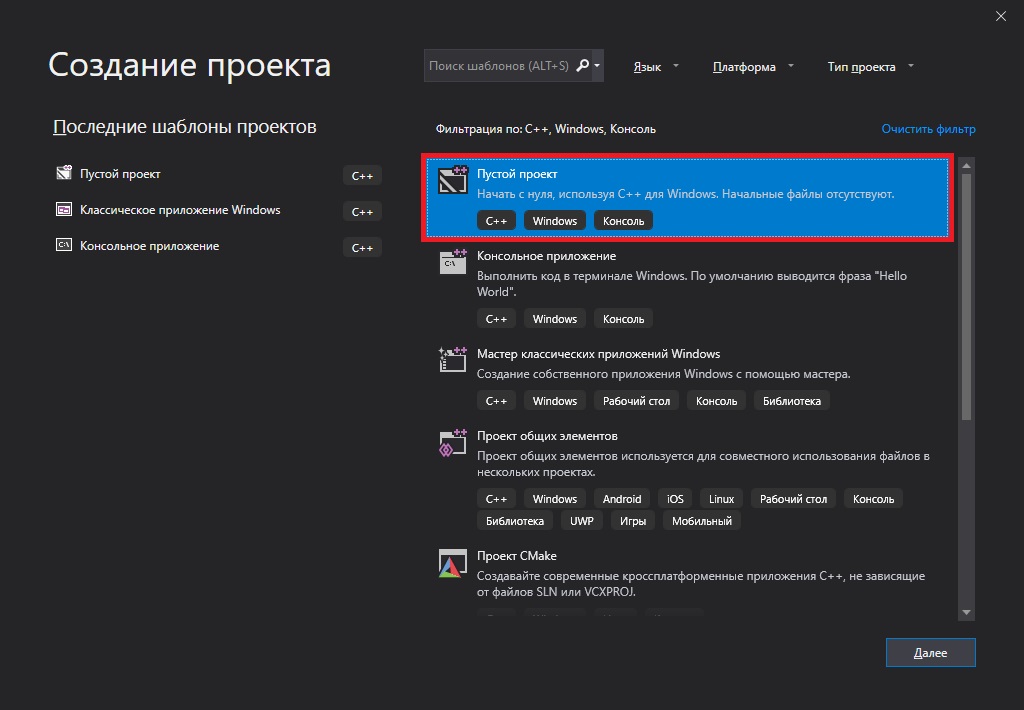 Создание проекта
Поиск шаблонов (ALT+S)
Язык
Платформа
Тип проекта
Последние шаблоны проектов
Пустой проект
C++
Классическое приложение Windows
C++
Консольное приложение
C++
Фильтрация по: C++, Windows, Консоль
Очистить фильтр
Пустой проект
Начать с нуля, используя C++ для Windows. Начальные файлы отсутствуют.
C++ Windows Консоль
Консольное приложение
Выполнить код в терминале Windows. По умолчанию выводится фраза "Hello
World".
C++ Windows Консоль
Мастер классических приложений Windows
Создание собственного приложения Windows с помощью мастера.
C++ Windows Рабочий стол Консоль Библиотека
Проект общих элементов
Проект общих элементов используется для совместного использования файлов в
нескольких проектах.
C++ Windows Android iOS Linux Рабочий стол Консоль
Библиотека UWP Игры Мобильный
Проект CMake
Создавайте современные кроссплатформенные приложения C++, не зависящие
от файлов SLN или VCXPROJ.
Далее